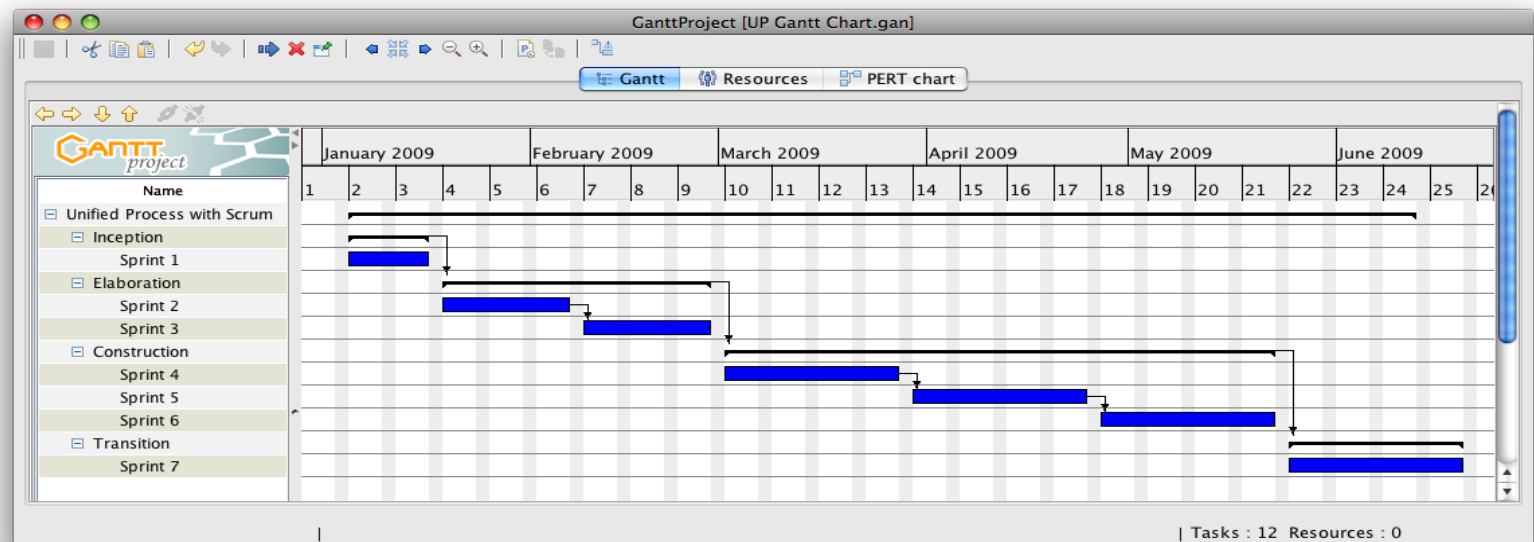 GanttProject [UP Gantt Chart.gan]
Gantt Resources PERT chart
GANTT project
January 2009 February 2009 March 2009 April 2009 May 2009 June 2009
Name 1 2 3 4 5 6 7 8 9 10 11 12 13 14 15 16 17 18 19 20 21 22 23 24 25
Unified Process with Scrum
Inception
Sprint 1
Elaboration
Sprint 2
Sprint 3
Construction
Sprint 4
Sprint 5
Sprint 6
Transition
Sprint 7
Tasks : 12 Resources : 0